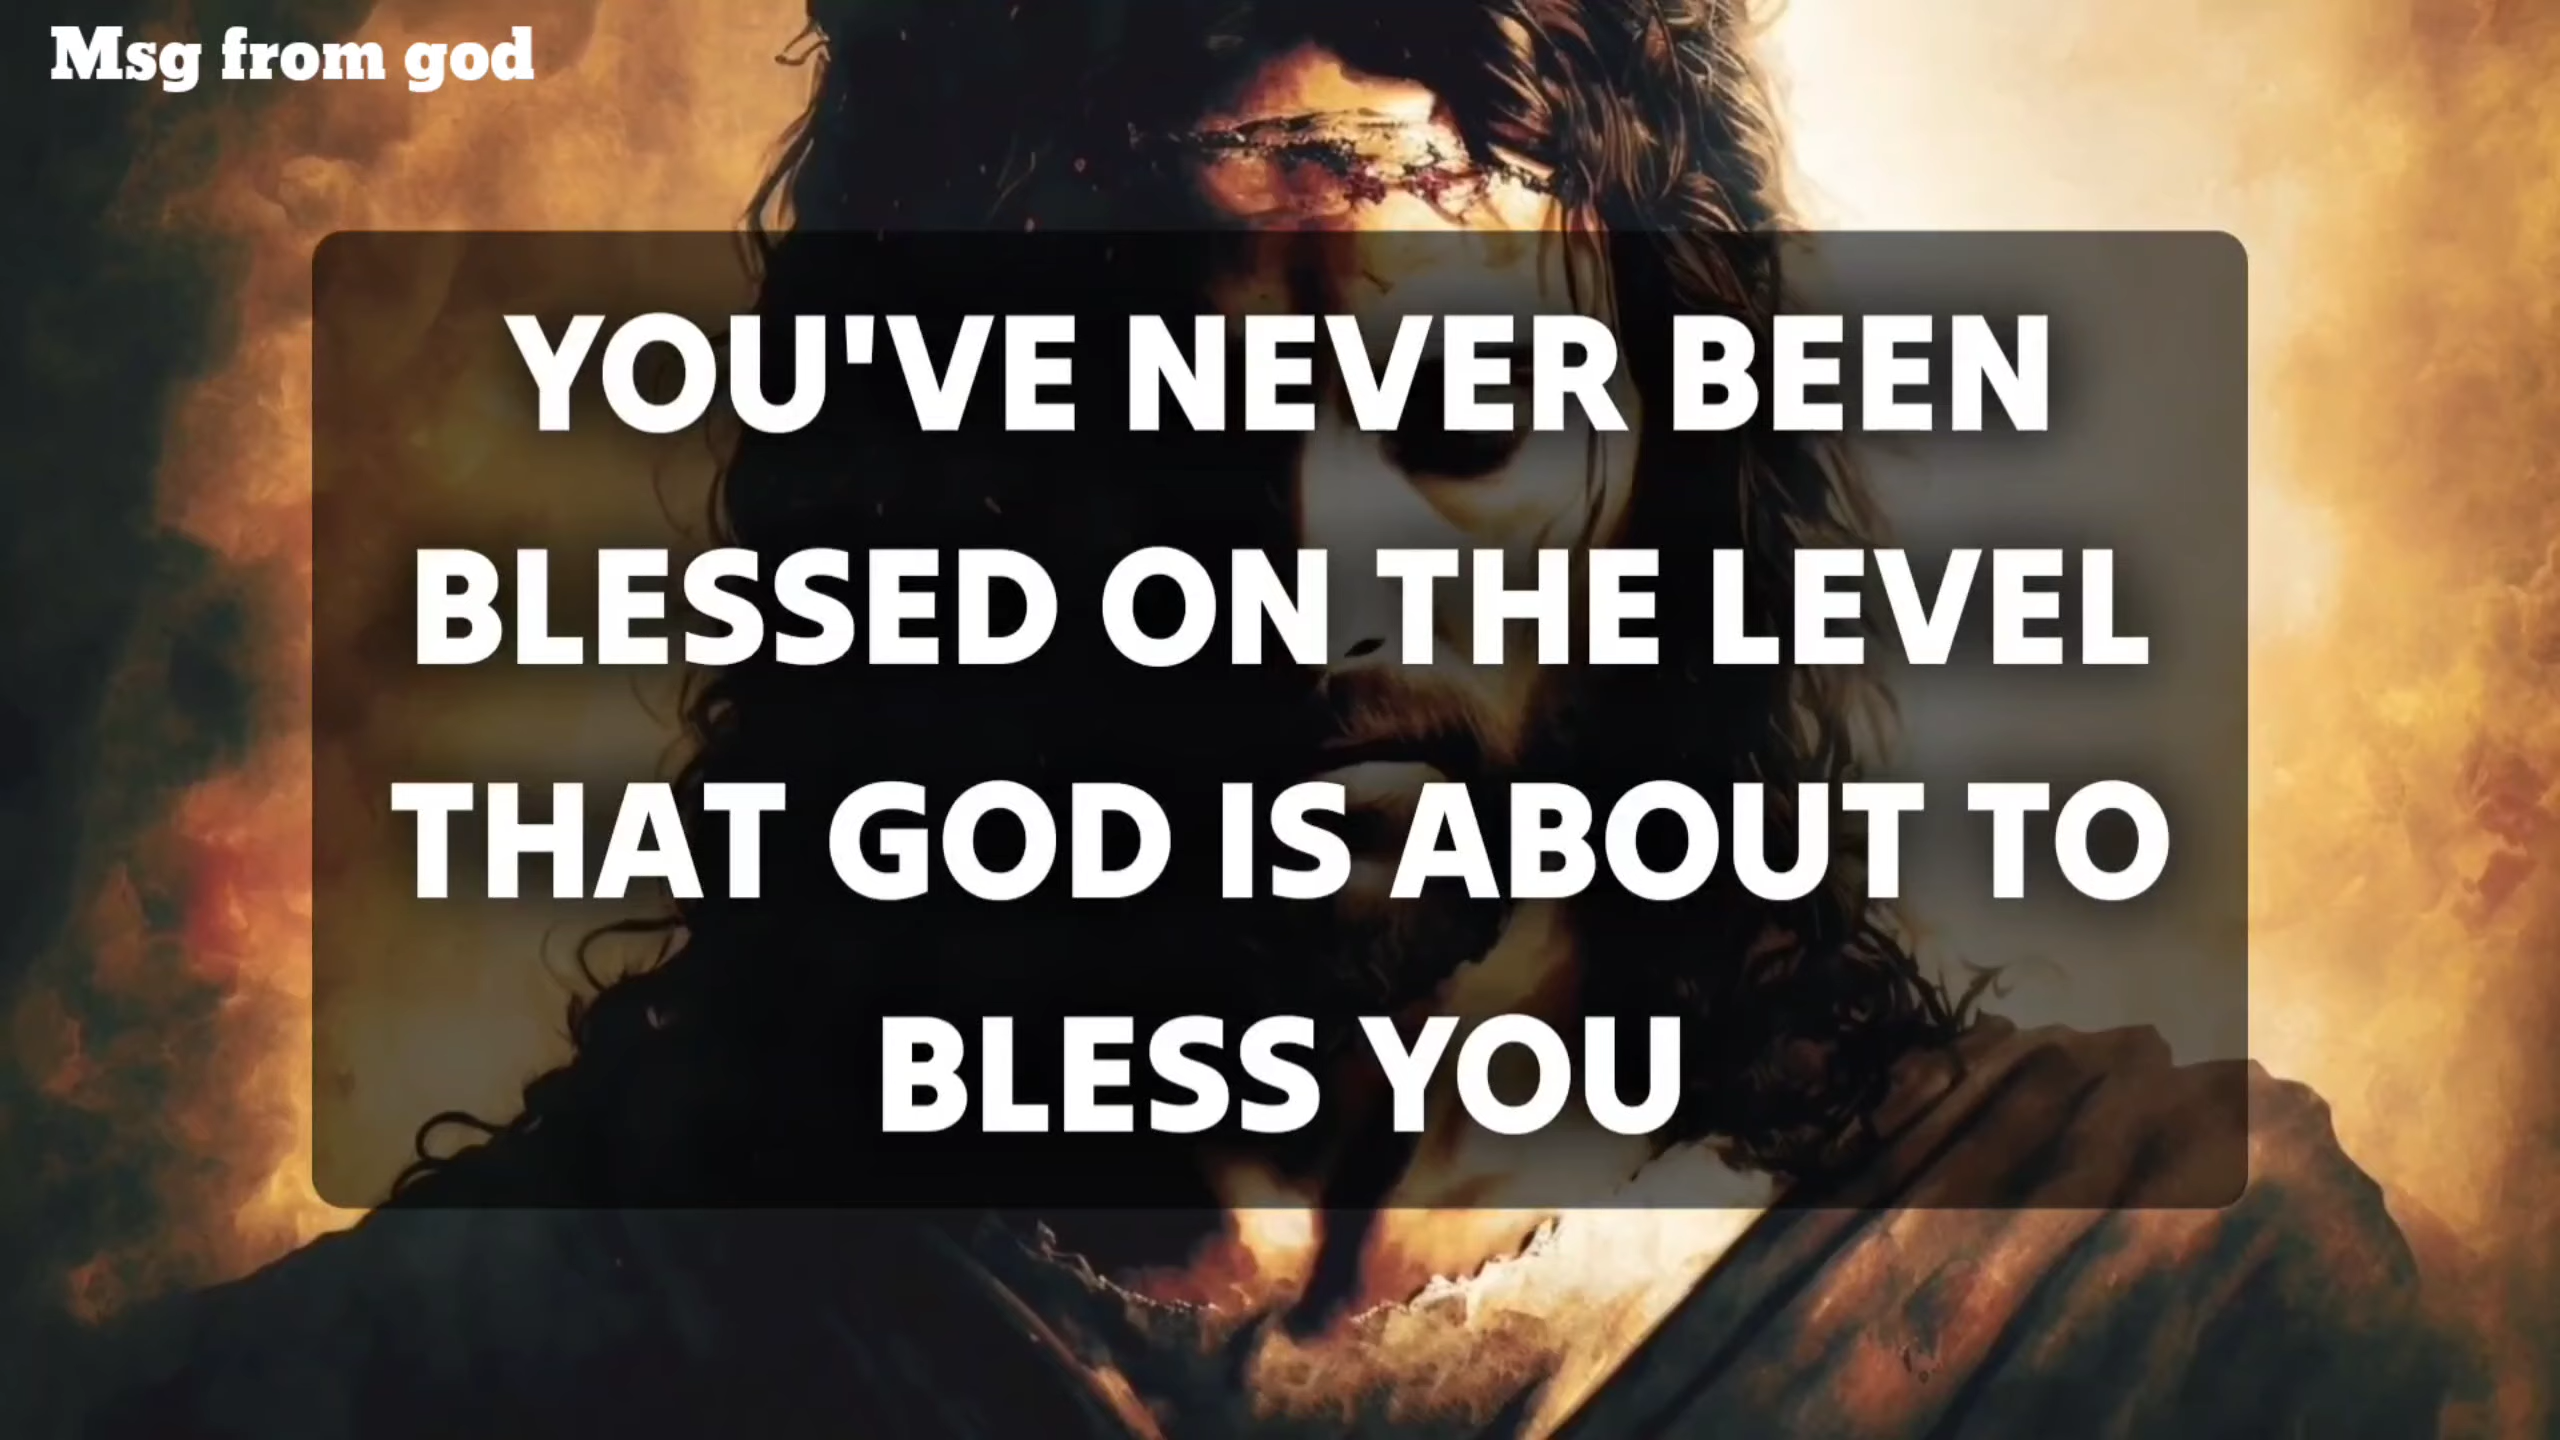 Msg from god
YOU'VE NEVER BEEN
BLESSED ON THE LEVEL
THAT GOD IS ABOUT TO
BLESS YOU